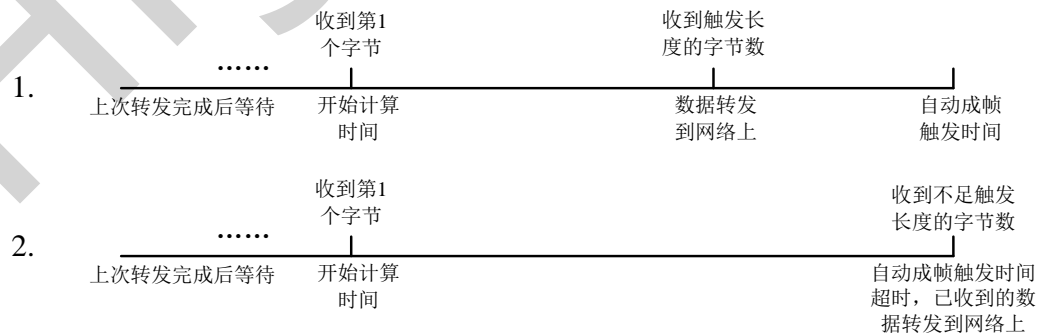 收到第1
个字节
收到触发长
度的字节数
……
1.
上次转发完成后等待
开始计算
时间
数据转发
到网络上
自动成帧
触发时间
收到第1
个字节
收到不足触发
长度的字节数
……
2.
上次转发完成后等待
开始计算
时间
自动成帧触发时间
超时，已收到的数
据转发到网络上